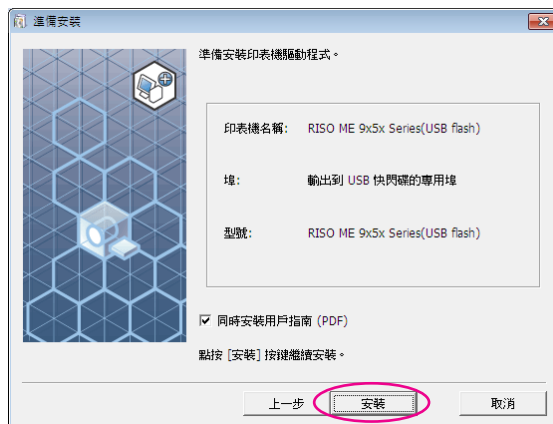 準備安裝
準備安裝印表機驅動程式。
印表機名稱: RISO ME 9x5x Series(USB flash)
埠: 輸出到 USB 快閃碟的專用埠
型號: RISO ME 9x5x Series(USB flash)
同時安裝用戶指南 (PDF)
點按 [安裝] 按鍵繼續安裝。
上一步 安裝 取消